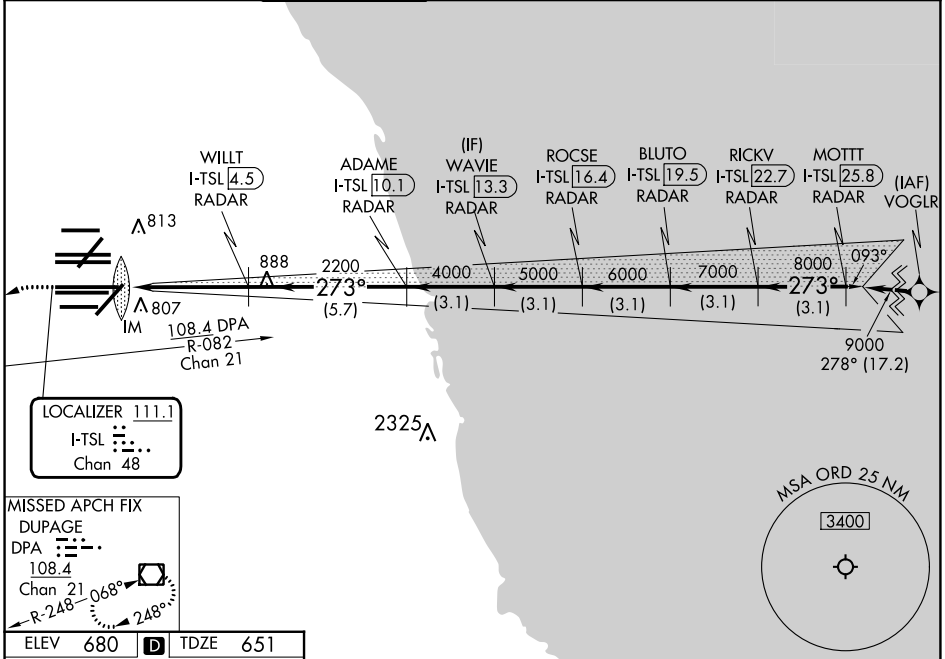 WILLT
I-TSL 4.5
RADAR
ADAME
I-TSL 10.1
RADAR
(IF)
WAVIE
I-TSL 13.3
RADAR
ROCSE
I-TSL 16.4
RADAR
BLUTO
I-TSL 19.5
RADAR
RICKV
I-TSL 22.7
RADAR
MOTTT
I-TSL 25.8
RADAR
(IAF)
VOGLR
813
888
807
IM
2200
273°
(5.7)
4000
(3.1)
5000
(3.1)
6000
(3.1)
7000
(3.1)
8000
273°
(3.1)
093°
9000
278° (17.2)
108.4 DPA
R-082
Chan 21
LOCALIZER 111.1
I-TSL
Chan 48
2325
MISSED APCH FIX
DUPAGE
DPA
108.4
Chan 21
R-248
068°
248°
MSA ORD 25 NM
3400
ELEV 680 D TDZE 651